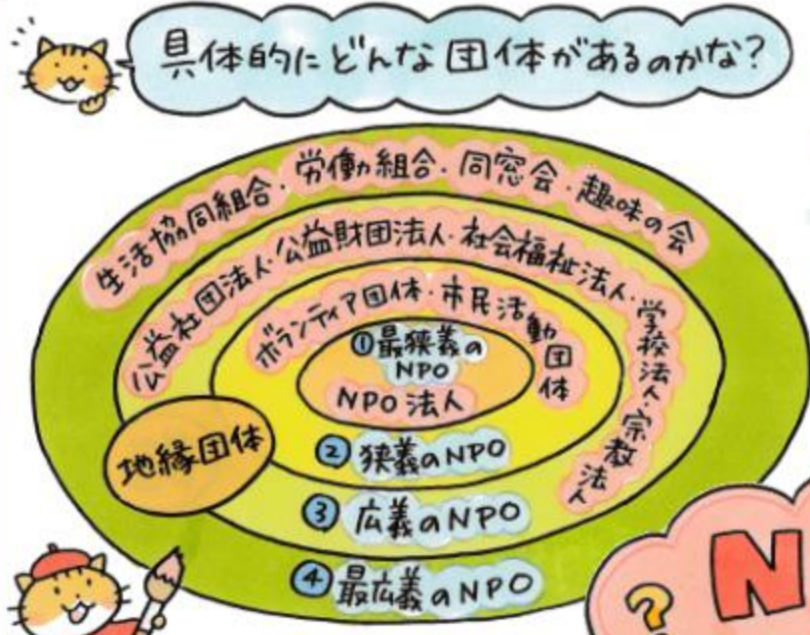 具体的にどんな団体があるのかな?
生活協同組合・労働組合・同窓会・趣味の会
公益社団法人・公益財団法人・社会福祉法人・学校法人・宗教法人
ボランティア団体・市民活動団体
①最狭義の
NPO
NPO法人
地縁団体
②狭義のNPO
③広義のNPO
④最広義のNPO
?
N